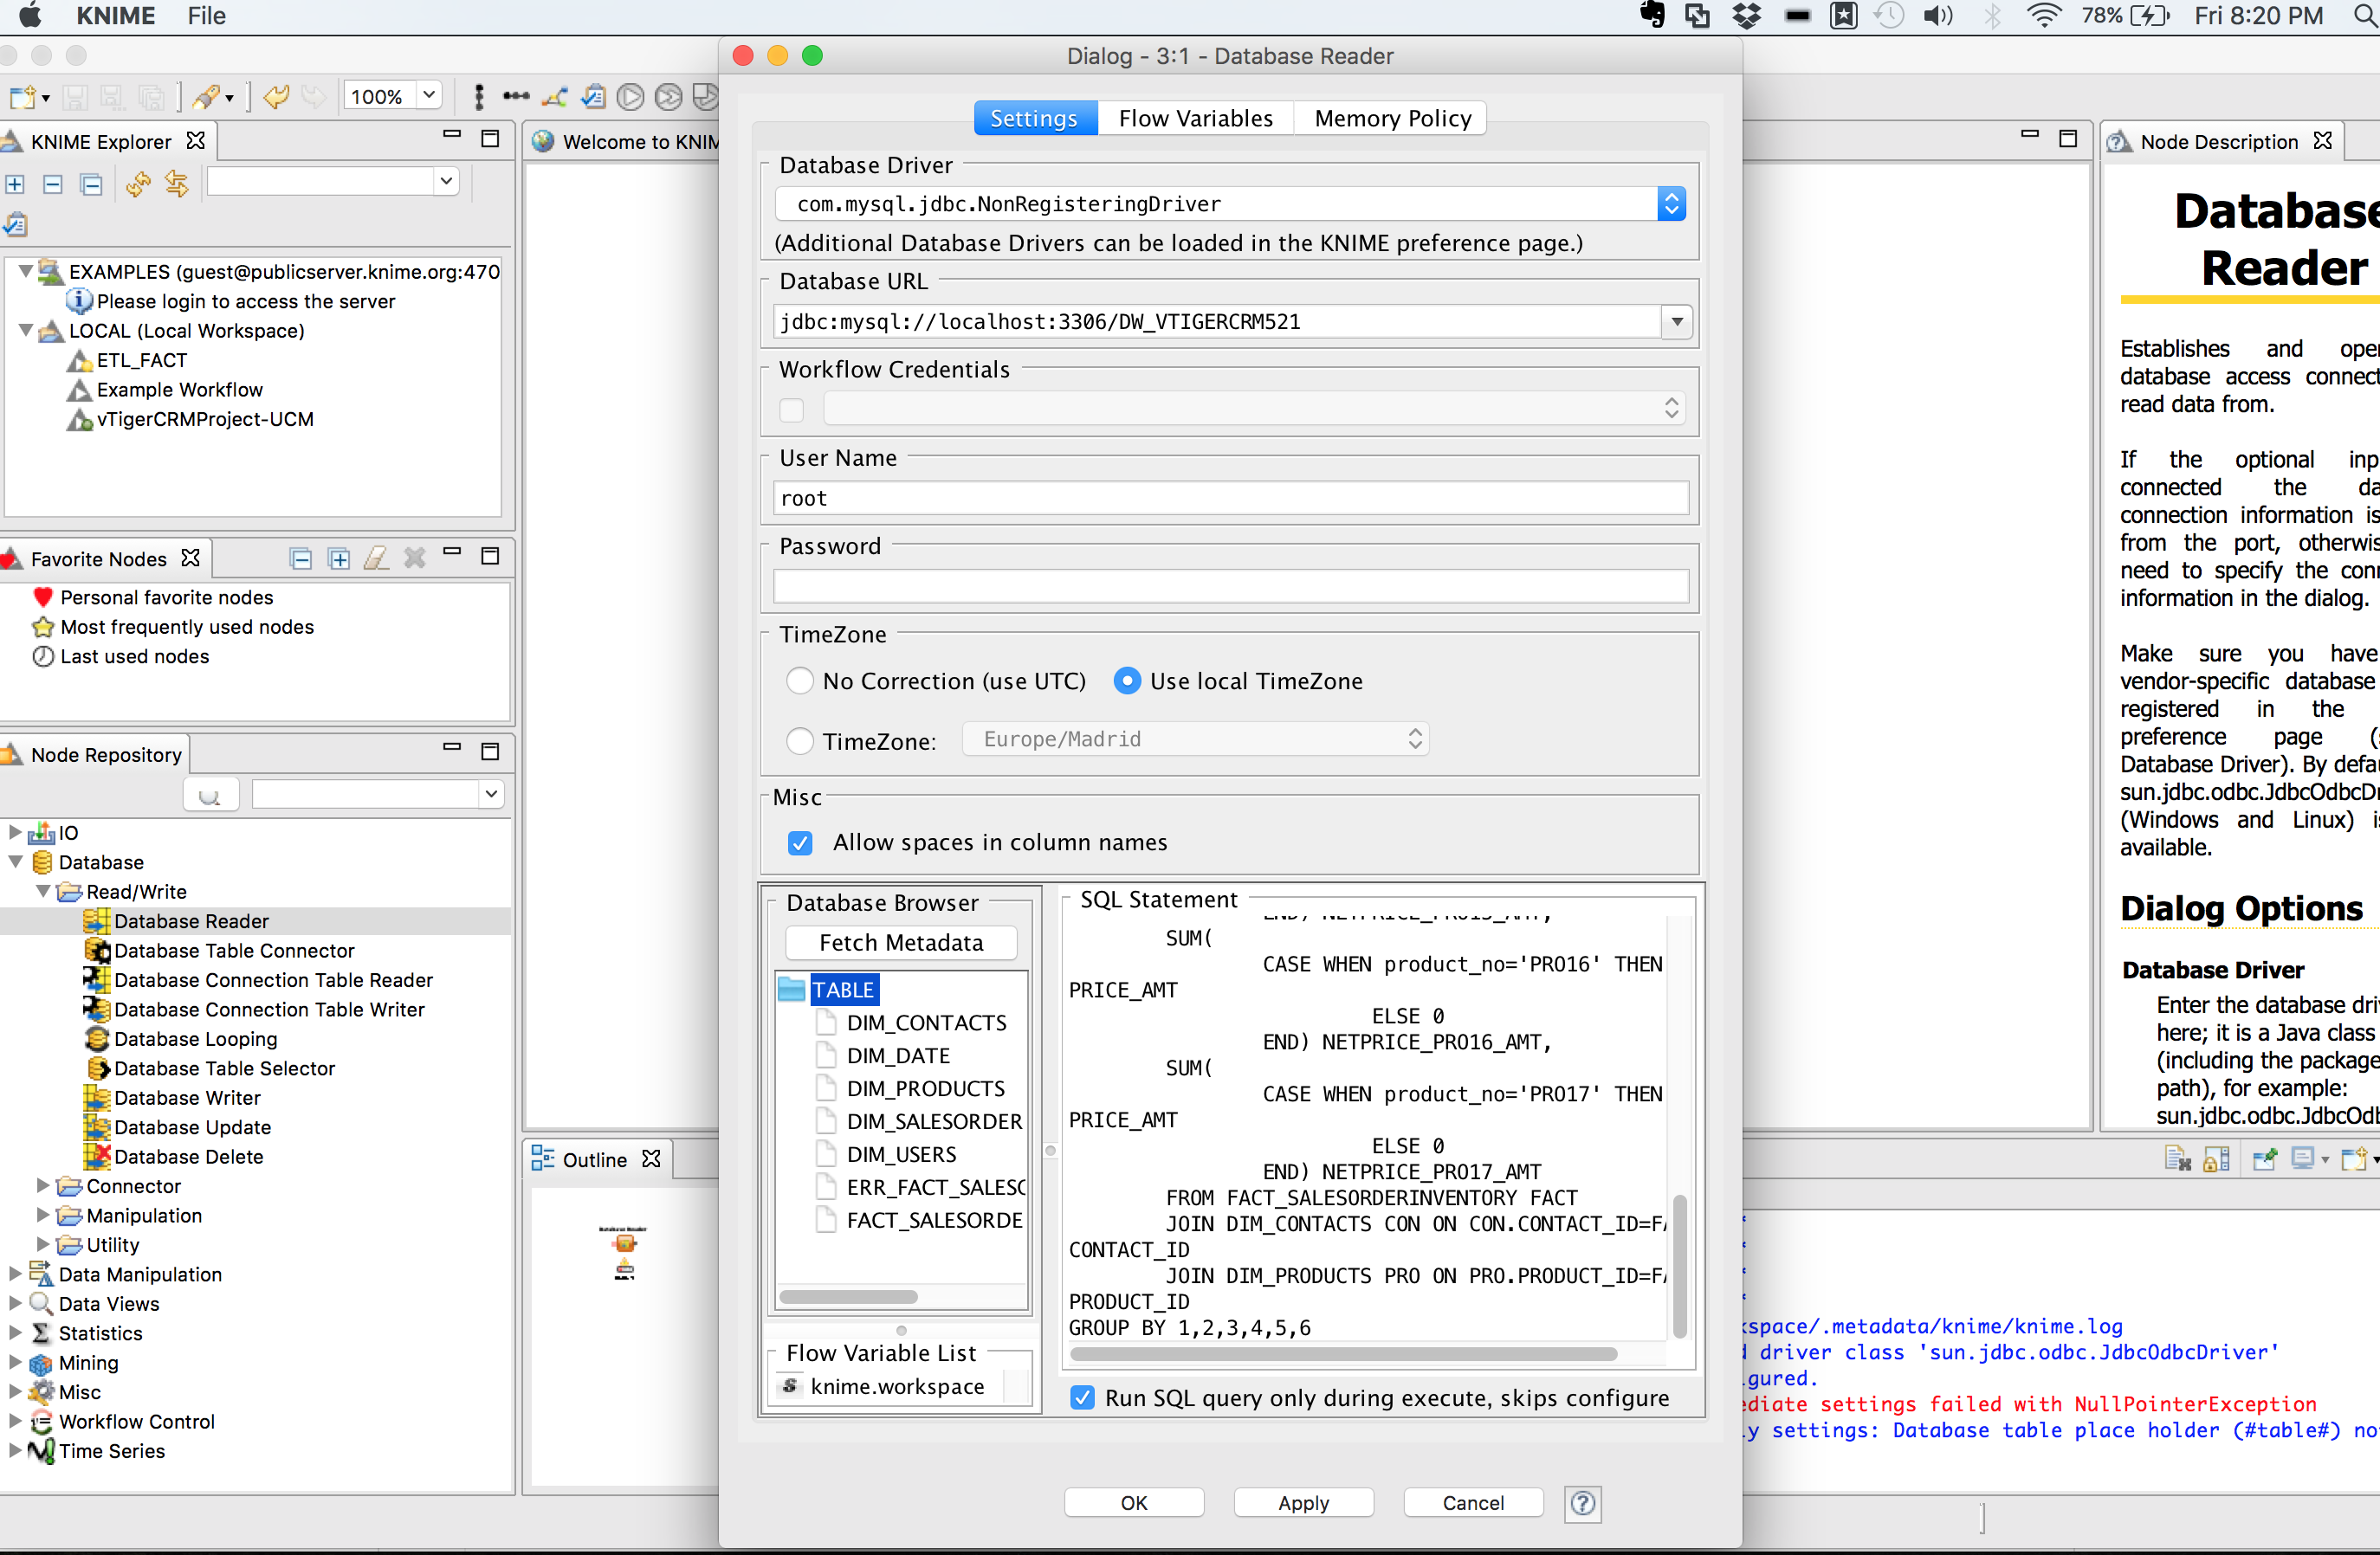 KNIME File
78% Fri 8:20 PM
Dialog - 3:1 - Database Reader
100%
KNIME Explorer
EXAMPLES (guest@publicserver.knime.org:470
Please login to access the server
LOCAL (Local Workspace)
ETL_FACT
Example Workflow
vTigerCRMProject-UCM
Favorite Nodes
Personal favorite nodes
Most frequently used nodes
Last used nodes
Node Repository
IO
Database
Read/Write
Database Reader
Database Table Connector
Database Connection Table Reader
Database Connection Table Writer
Database Looping
Database Table Selector
Database Writer
Database Update
Database Delete
Connector
Manipulation
Utility
Data Manipulation
Data Views
Statistics
Mining
Misc
Workflow Control
Time Series
Welcome to KNIM
Outline
Database Reader
Settings Flow Variables Memory Policy
Database Driver
com.mysql.jdbc.NonRegisteringDriver
(Additional Database Drivers can be loaded in the KNIME preference page.)
Database URL
jdbc:mysql://localhost:3306/DW_VTIGERCRM521
Workflow Credentials
User Name
root
Password
TimeZone
No Correction (use UTC) Use local TimeZone
TimeZone: Europe/Madrid
Misc
Allow spaces in column names
Database Browser
Fetch Metadata
TABLE
DIM_CONTACTS
DIM_DATE
DIM_PRODUCTS
DIM_SALESORDER
DIM_USERS
ERR_FACT_SALESO
FACT_SALESORDE
Flow Variable List
s knime.workspace
SQL Statement
END) NETPRICE_PRO15_AMT,
SUM(
CASE WHEN product_no='PRO16' THEN
PRICE_AMT
ELSE 0
END) NETPRICE_PRO16_AMT,
SUM(
CASE WHEN product_no='PRO17' THEN
PRICE_AMT
ELSE 0
END) NETPRICE_PRO17_AMT
FROM FACT_SALESORDERINVENTORY FACT
JOIN DIM_CONTACTS CON ON CON.CONTACT_ID=FA
CONTACT_ID
JOIN DIM_PRODUCTS PRO ON PRO.PRODUCT_ID=FA
PRODUCT_ID
GROUP BY 1,2,3,4,5,6
Run SQL query only during execute, skips configure
OK Apply Cancel ?
Node Description
Database
Reader
Establishes and oper
database access connect
read data from.
If the optional inp
connected the da
connection information is
from the port, otherwis
need to specify the conn
information in the dialog.
Make sure you have
vendor-specific database
registered in the
preference page (
Database Driver). By defau
sun.jdbc.odbc.JdbcOdbcDr
(Windows and Linux) is
available.
Dialog Options
Database Driver
Enter the database dri
here; it is a Java class
(including the package
path), for example:
sun.jdbc.odbc.JdbcOdb
*
*
*
*
kspace/.metadata/knime/knime.log
d driver class 'sun.jdbc.odbc.JdbcOdbcDriver'
gured.
ediate settings failed with NullPointerException
ly settings: Database table place holder (#table#) no